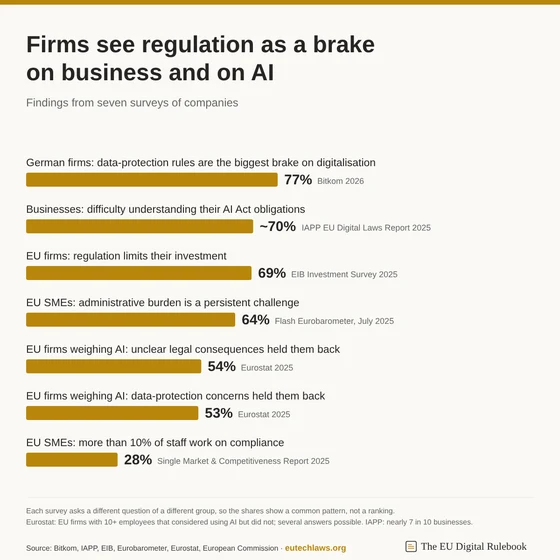 Firms see regulation as a brake
on business and on AI
Findings from seven surveys of companies
German firms: data-protection rules are the biggest brake on digitalisation
77% Bitkom 2026
Businesses: difficulty understanding their AI Act obligations
~70% IAPP EU Digital Laws Report 2025
EU firms: regulation limits their investment
69% EIB Investment Survey 2025
EU SMEs: administrative burden is a persistent challenge
64% Flash Eurobarometer, July 2025
EU firms weighing AI: unclear legal consequences held them back
54% Eurostat 2025
EU firms weighing AI: data-protection concerns held them back
53% Eurostat 2025
EU SMEs: more than 10% of staff work on compliance
28% Single Market & Competitiveness Report 2025
Each survey asks a different question of a different group, so the shares show a common pattern, not a ranking.
Eurostat: EU firms with 10+ employees that considered using AI but did not; several answers possible. IAPP: nearly 7 in 10 businesses.
Source: Bitkom, IAPP, EIB, Eurobarometer, Eurostat, European Commission · eutechlaws.org
The EU Digital Rulebook